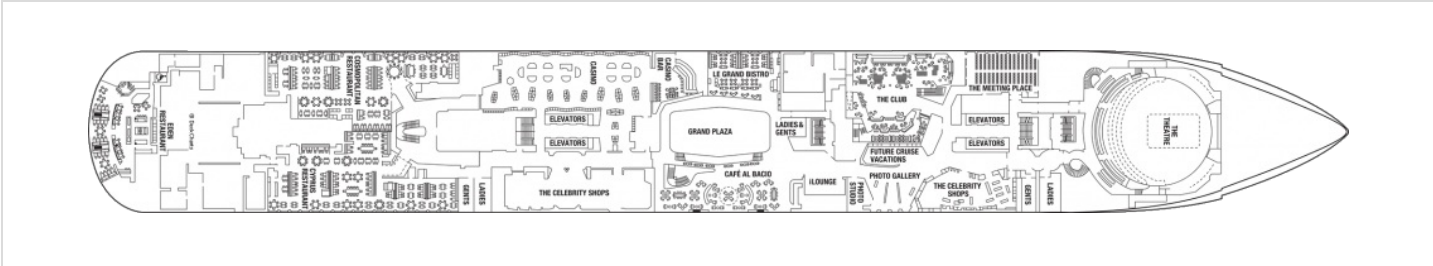 EDEN
RESTAURANT
COSMOPOLITAN
RESTAURANT
CYPRUS
RESTAURANT
GENTS
LADIES
CASINO
ELEVATORS
ELEVATORS
THE CELEBRITY SHOPS
CASINO
BAR
LE GRAND BISTRO
GRAND PLAZA
CAFÉ AL BACIO
LADIES &
GENTS
iLOUNGE
THE CLUB
FUTURE CRUISE
VACATIONS
PHOTO GALLERY
PHOTO
STUDIO
THE MEETING PLACE
ELEVATORS
ELEVATORS
THE CELEBRITY
SHOPS
GENTS
LADIES
THE
THEATRE